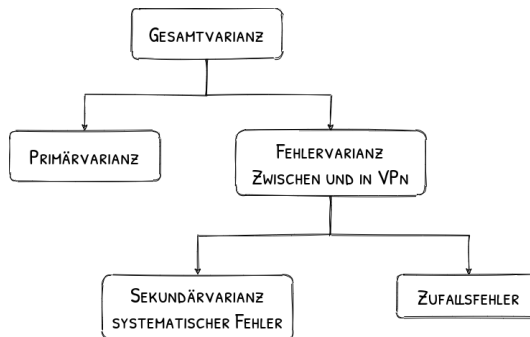 GESAMTVARIANZ
PRIMÄRVARIANZ
FEHLERVARIANZ
ZWISCHEN UND IN VPN
SEKUNDÄRVARIANZ
SYSTEMATISCHER FEHLER
ZUFALLSFEHLER